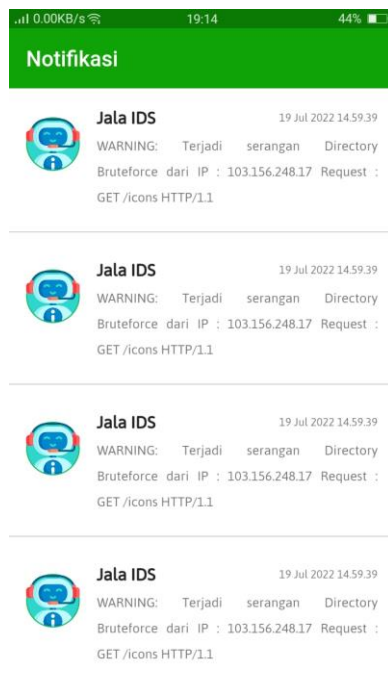 0.00KB/s 19:14 44%
Notifikasi
Jala IDS 19 Jul 2022 14.59.39
WARNING: Terjadi serangan Directory
Bruteforce dari IP : 103.156.248.17 Request :
GET /icons HTTP/1.1
Jala IDS 19 Jul 2022 14.59.39
WARNING: Terjadi serangan Directory
Bruteforce dari IP : 103.156.248.17 Request :
GET /icons HTTP/1.1
Jala IDS 19 Jul 2022 14.59.39
WARNING: Terjadi serangan Directory
Bruteforce dari IP : 103.156.248.17 Request :
GET /icons HTTP/1.1
Jala IDS 19 Jul 2022 14.59.39
WARNING: Terjadi serangan Directory
Bruteforce dari IP : 103.156.248.17 Request :
GET /icons HTTP/1.1